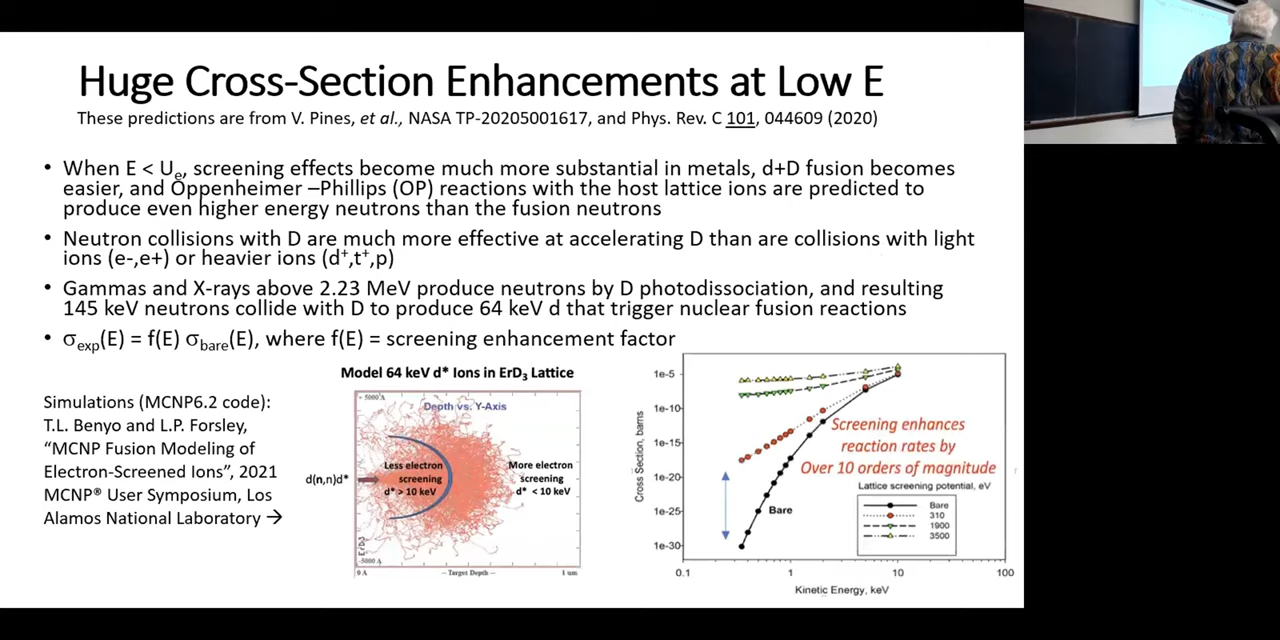 Huge Cross-Section Enhancements at Low E
These predictions are from V. Pines, et al., NASA TP-20205001617, and Phys. Rev. C 101, 044609 (2020)
• When E < Ue, screening effects become much more substantial in metals, d+D fusion becomes
easier, and Oppenheimer –Phillips (OP) reactions with the host lattice ions are predicted to
produce even higher energy neutrons than the fusion neutrons
• Neutron collisions with D are much more effective at accelerating D than are collisions with light
ions (e-,e+) or heavier ions (d+,t+,p)
• Gammas and X-rays above 2.23 MeV produce neutrons by D photodissociation, and resulting
145 keV neutrons collide with D to produce 64 keV d that trigger nuclear fusion reactions
• σexp(E) = f(E) σbare(E), where f(E) = screening enhancement factor
Simulations (MCNP6.2 code):
T.L. Benyo and L.P. Forsley,
“MCNP Fusion Modeling of
Electron-Screened Ions”, 2021
MCNP® User Symposium, Los
Alamos National Laboratory →
Model 64 keV d* Ions in ErD3 Lattice
5000 A
Depth vs. Y-Axis
d(n,n)d*
Less electron
screening
d* > 10 keV
More electron
screening
d* < 10 keV
ErD3
-5000 A
0 A
— Target Depth —
1 um
Cross Section, barns
1e-5
1e-10
1e-15
1e-20
1e-25
1e-30
Screening enhances
reaction rates by
Over 10 orders of magnitude
Lattice screening potential, eV
Bare
310
1900
3500
Bare
0.1
1
10
100
Kinetic Energy, keV